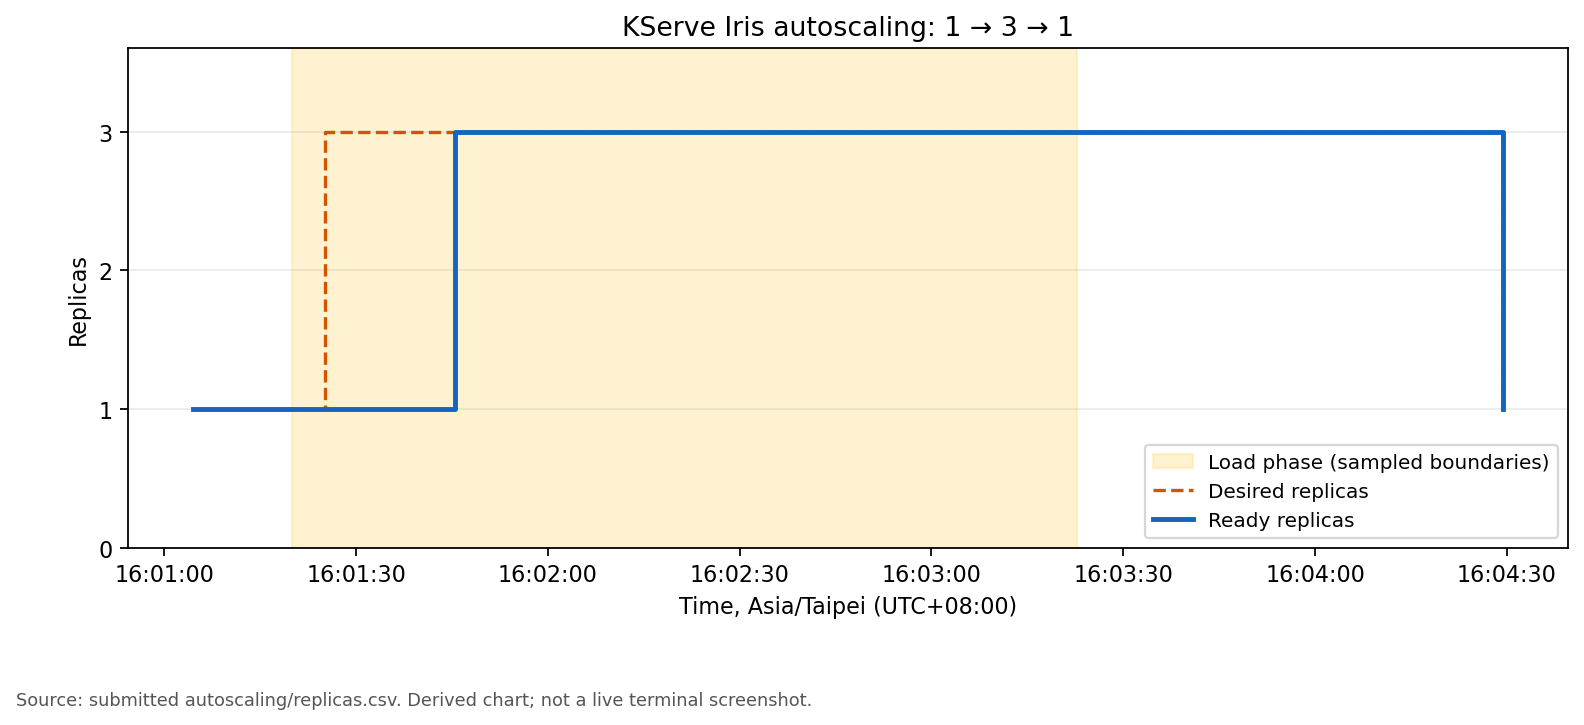 KServe Iris autoscaling: 1 → 3 → 1
Replicas
3
2
1
0
16:01:00 16:01:30 16:02:00 16:02:30 16:03:00 16:03:30 16:04:00 16:04:30
Time, Asia/Taipei (UTC+08:00)
Load phase (sampled boundaries)
Desired replicas
Ready replicas
Source: submitted autoscaling/replicas.csv. Derived chart; not a live terminal screenshot.